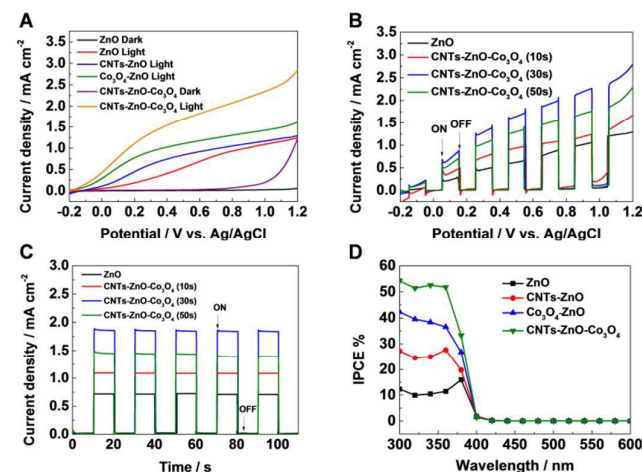 A
ZnO Dark
ZnO Light
CNTs-ZnO Light
Co₃O₄-ZnO Light
CNTs-ZnO-Co₃O₄ Dark
CNTs-ZnO-Co₃O₄ Light
Current density / mA cm⁻²
3.5
3.0
2.5
2.0
1.5
1.0
0.5
0.0
-0.2 0.0 0.2 0.4 0.6 0.8 1.0 1.2
Potential / V vs. Ag/AgCl
B
ZnO
CNTs-ZnO-Co₃O₄ (10s)
CNTs-ZnO-Co₃O₄ (30s)
CNTs-ZnO-Co₃O₄ (50s)
ON OFF
Current density / mA cm⁻²
3.5
3.0
2.5
2.0
1.5
1.0
0.5
0.0
-0.2 0.0 0.2 0.4 0.6 0.8 1.0 1.2
Potential / V vs. Ag/AgCl
C
ZnO
CNTs-ZnO-Co₃O₄ (10s)
CNTs-ZnO-Co₃O₄ (30s)
CNTs-ZnO-Co₃O₄ (50s)
ON
OFF
Current density / mA cm⁻²
3.0
2.5
2.0
1.5
1.0
0.5
0.0
0 20 40 60 80 100
Time / s
D
ZnO
CNTs-ZnO
Co₃O₄-ZnO
CNTs-ZnO-Co₃O₄
IPCE %
60
50
40
30
20
10
0
300 350 400 450 500 550 600
Wavelength / nm